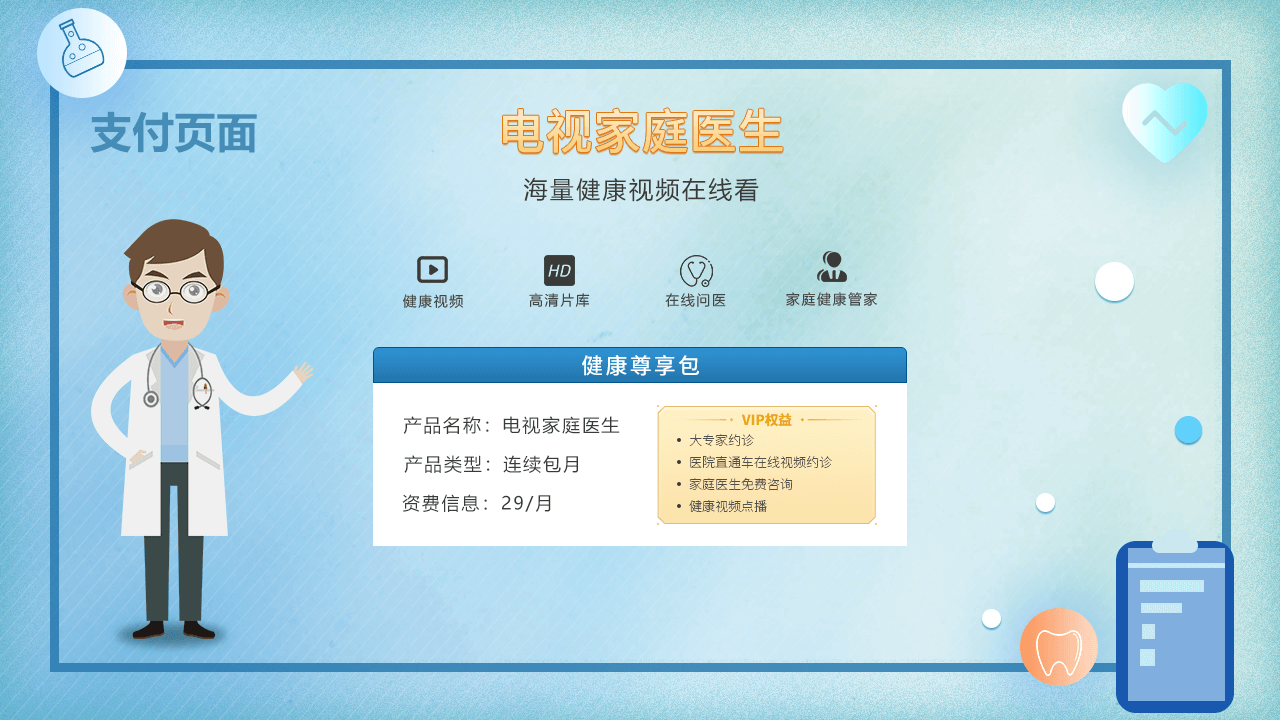 支付页面
电视家庭医生
海量健康视频在线看
健康视频
HD
高清片库
在线问医
家庭健康管家
健康尊享包
产品名称：电视家庭医生
产品类型：连续包月
资费信息：29/月
VIP权益
• 大专家约诊
• 医院直通车在线视频约诊
• 家庭医生免费咨询
• 健康视频点播